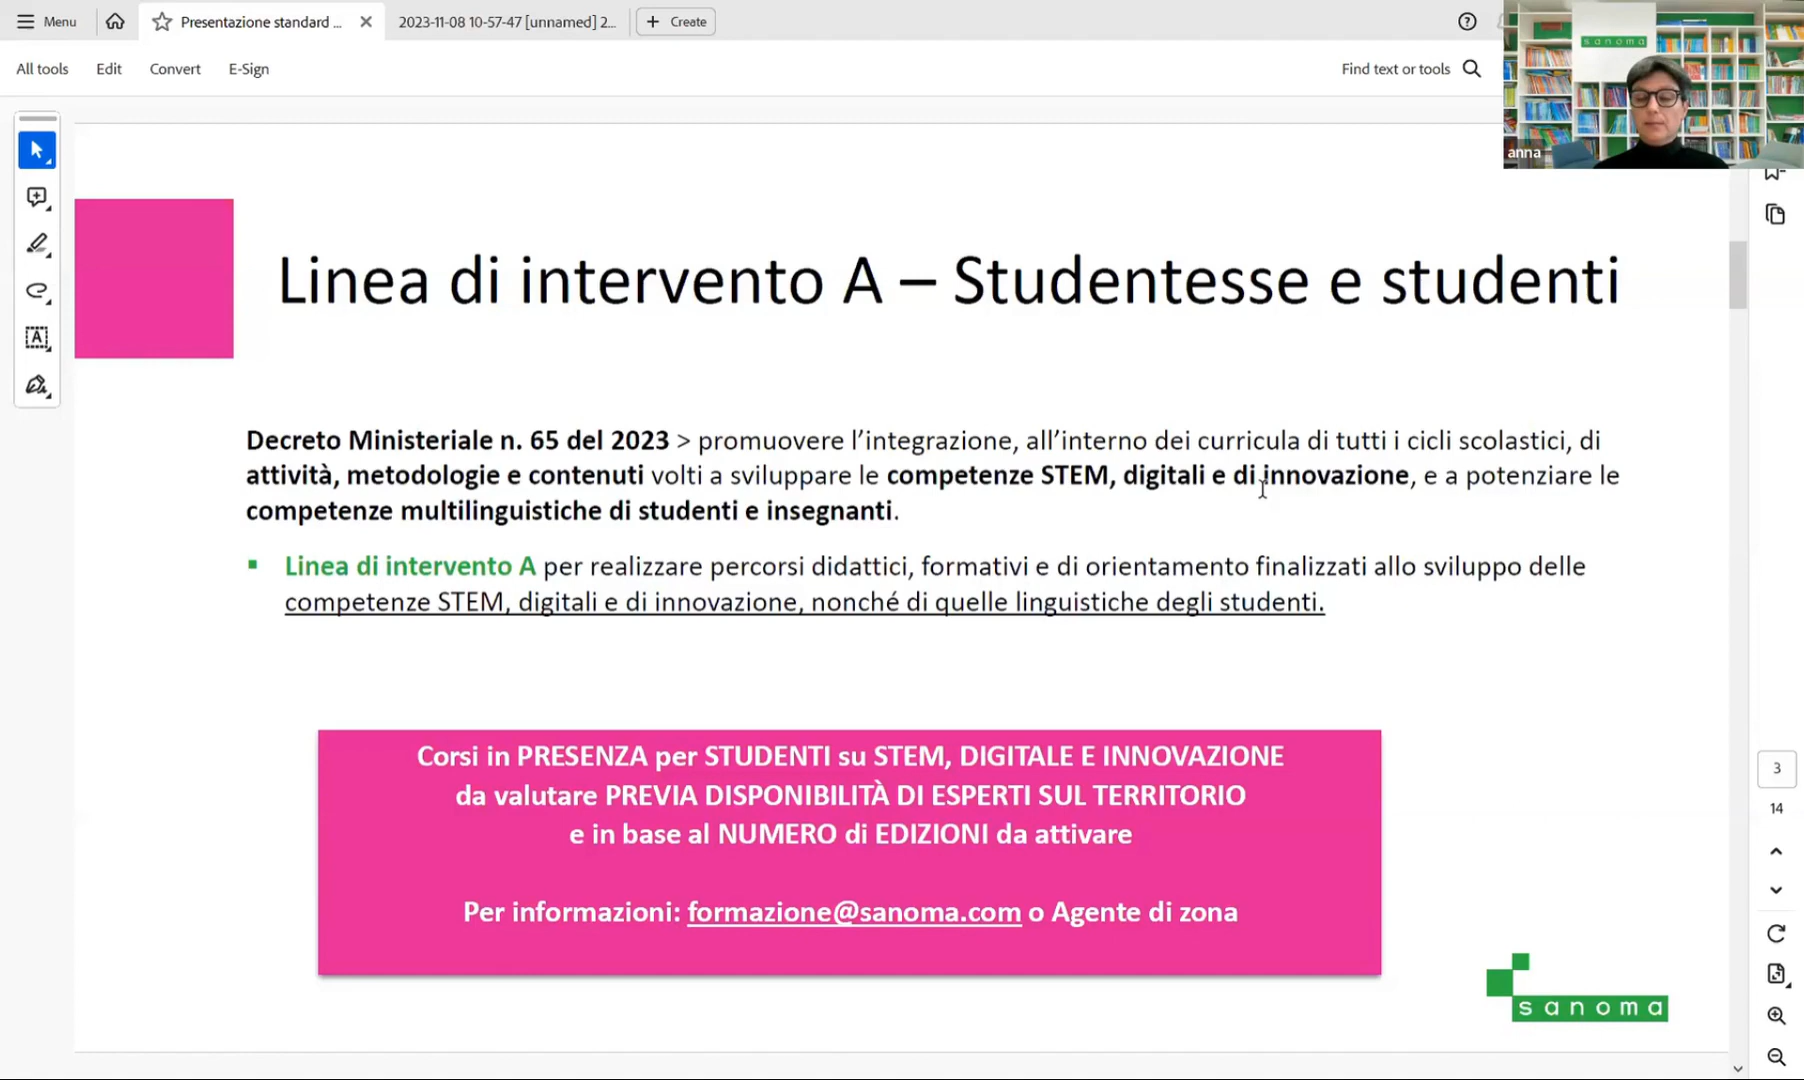 Menu
Presentazione standard ...
2023-11-08 10-57-47 [unnamed] 2...
Create
All tools
Edit
Convert
E-Sign
Find text or tools
sanoma
anna
Linea di intervento A – Studentesse e studenti
Decreto Ministeriale n. 65 del 2023 > promuovere l’integrazione, all’interno dei curricula di tutti i cicli scolastici, di
attività, metodologie e contenuti volti a sviluppare le competenze STEM, digitali e di innovazione, e a potenziare le
competenze multilinguistiche di studenti e insegnanti.
▪ Linea di intervento A per realizzare percorsi didattici, formativi e di orientamento finalizzati allo sviluppo delle
competenze STEM, digitali e di innovazione, nonché di quelle linguistiche degli studenti.
Corsi in PRESENZA per STUDENTI su STEM, DIGITALE E INNOVAZIONE
da valutare PREVIA DISPONIBILITÀ DI ESPERTI SUL TERRITORIO
e in base al NUMERO di EDIZIONI da attivare
Per informazioni: formazione@sanoma.com o Agente di zona
3
14
sanoma